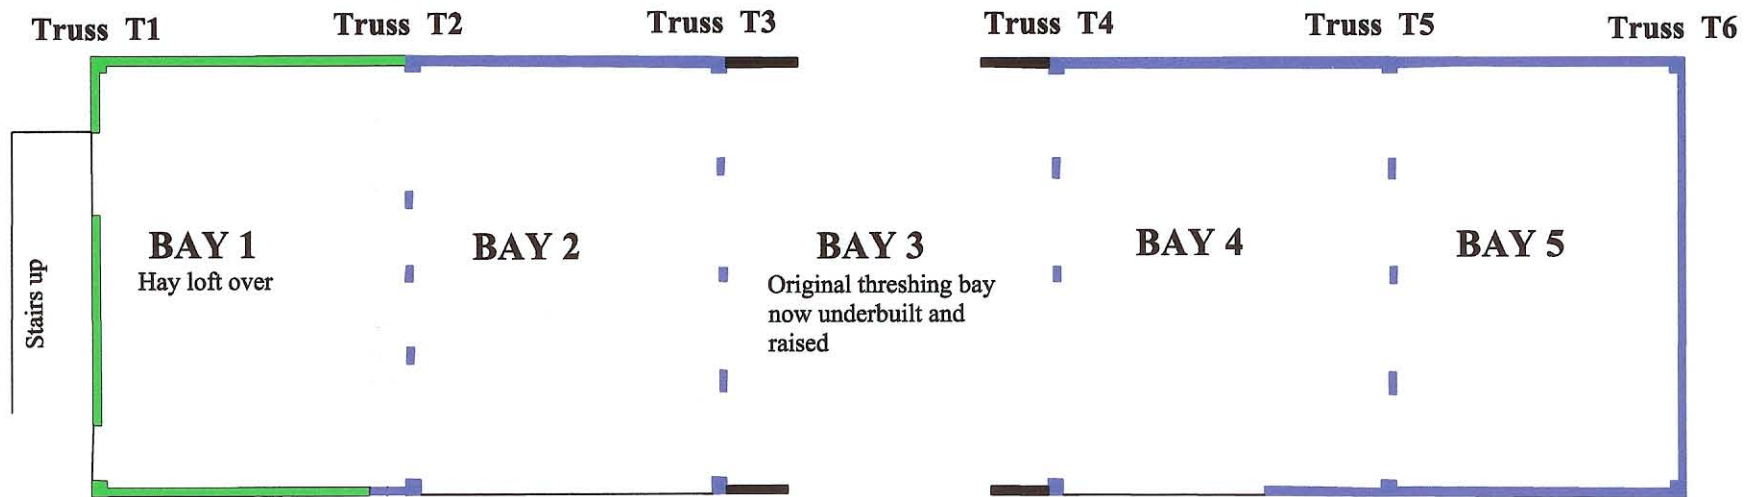 Truss T1
Truss T2
Truss T3
Truss T4
Truss T5
Truss T6
Stairs up
BAY 1
Hay loft over
BAY 2
BAY 3
Original threshing bay
now underbuilt and
raised
BAY 4
BAY 5